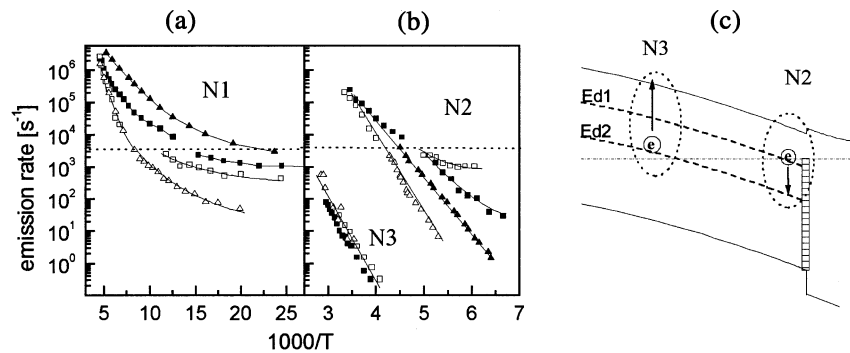 (a) (b) (c)
10⁶
10⁵
10⁴
10³
10²
10¹
10⁰
emission rate [s⁻¹]
N1
N2
N3
5 10 15 20 25
3 4 5 6 7
1000/T
N3
N2
Ed1
Ed2
e
e